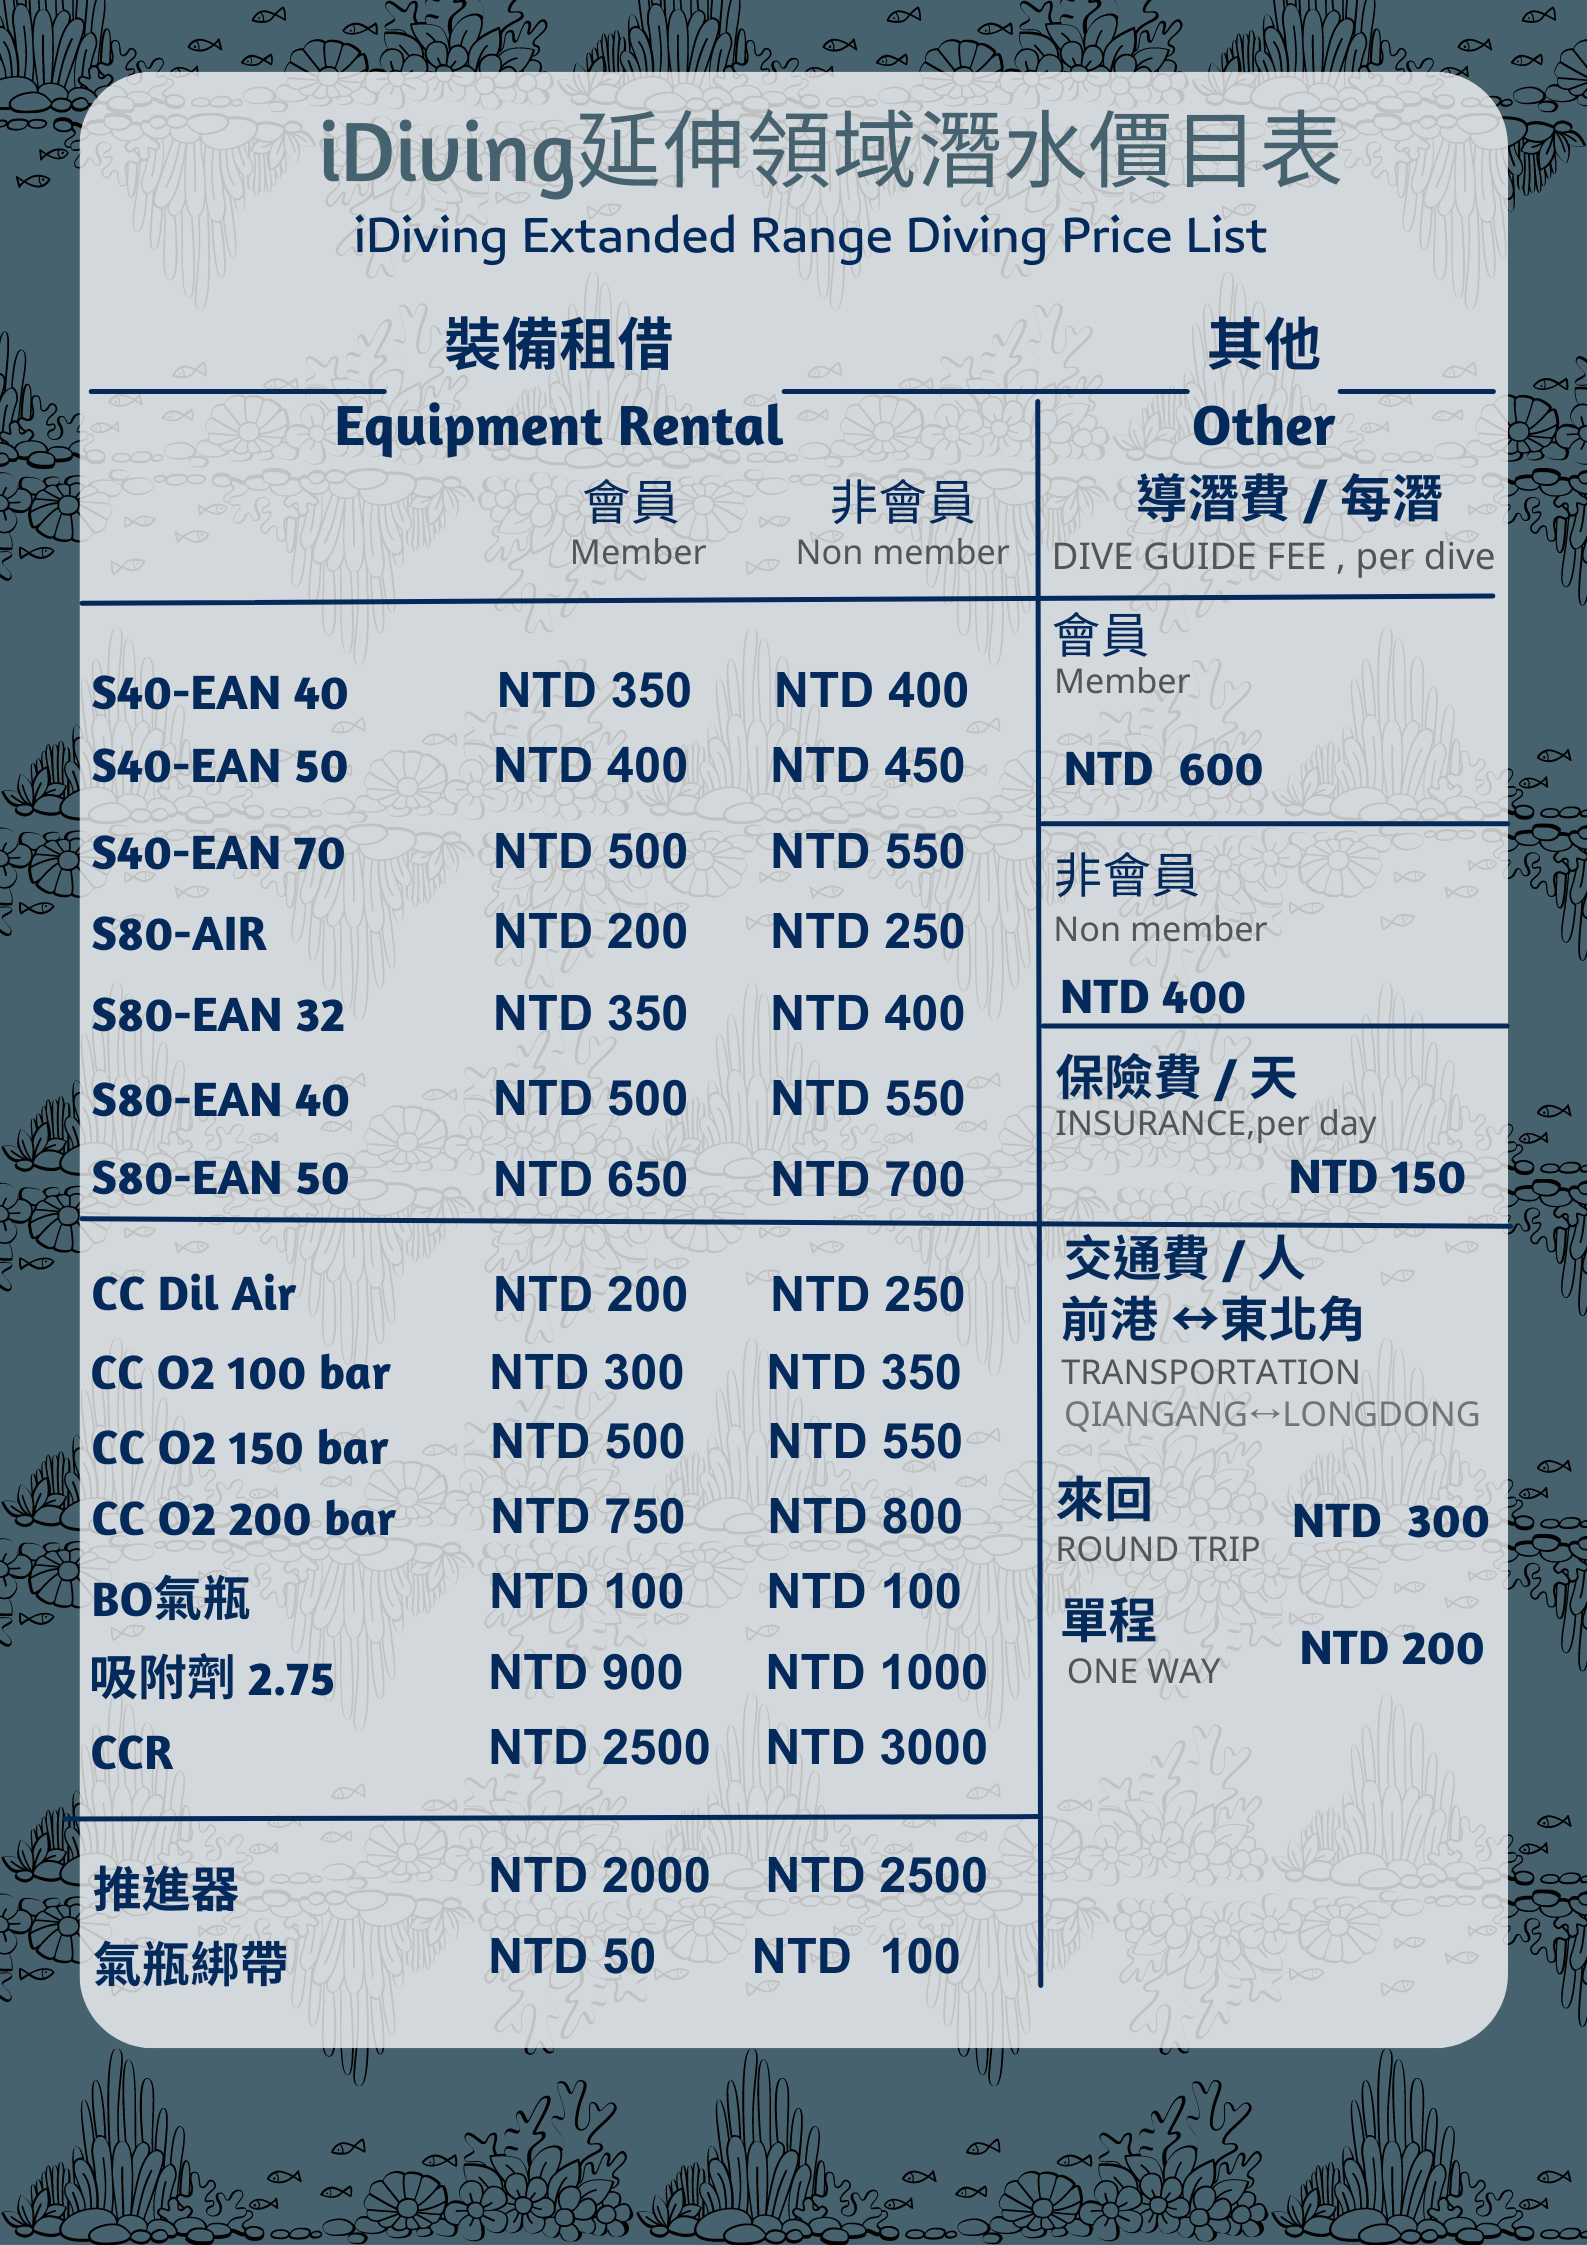 iDiving延伸領域潛水價目表
iDiving Extanded Range Diving Price List
裝備租借
Equipment Rental
會員 非會員
Member Non member
S40-EAN 40 NTD 350 NTD 400
S40-EAN 50 NTD 400 NTD 450
S40-EAN 70 NTD 500 NTD 550
S80-AIR NTD 200 NTD 250
S80-EAN 32 NTD 350 NTD 400
S80-EAN 40 NTD 500 NTD 550
S80-EAN 50 NTD 650 NTD 700
CC Dil Air NTD 200 NTD 250
CC O2 100 bar NTD 300 NTD 350
CC O2 150 bar NTD 500 NTD 550
CC O2 200 bar NTD 750 NTD 800
BO氣瓶 NTD 100 NTD 100
吸附劑 2.75 NTD 900 NTD 1000
CCR NTD 2500 NTD 3000
推進器 NTD 2000 NTD 2500
氣瓶綁帶 NTD 50 NTD 100
其他
Other
導潛費 / 每潛
DIVE GUIDE FEE , per dive
會員
Member
NTD 600
非會員
Non member
NTD 400
保險費 / 天
INSURANCE,per day
NTD 150
交通費 / 人
前港 ↔東北角
TRANSPORTATION
QIANGANG↔LONGDONG
來回
ROUND TRIP NTD 300
單程
ONE WAY NTD 200